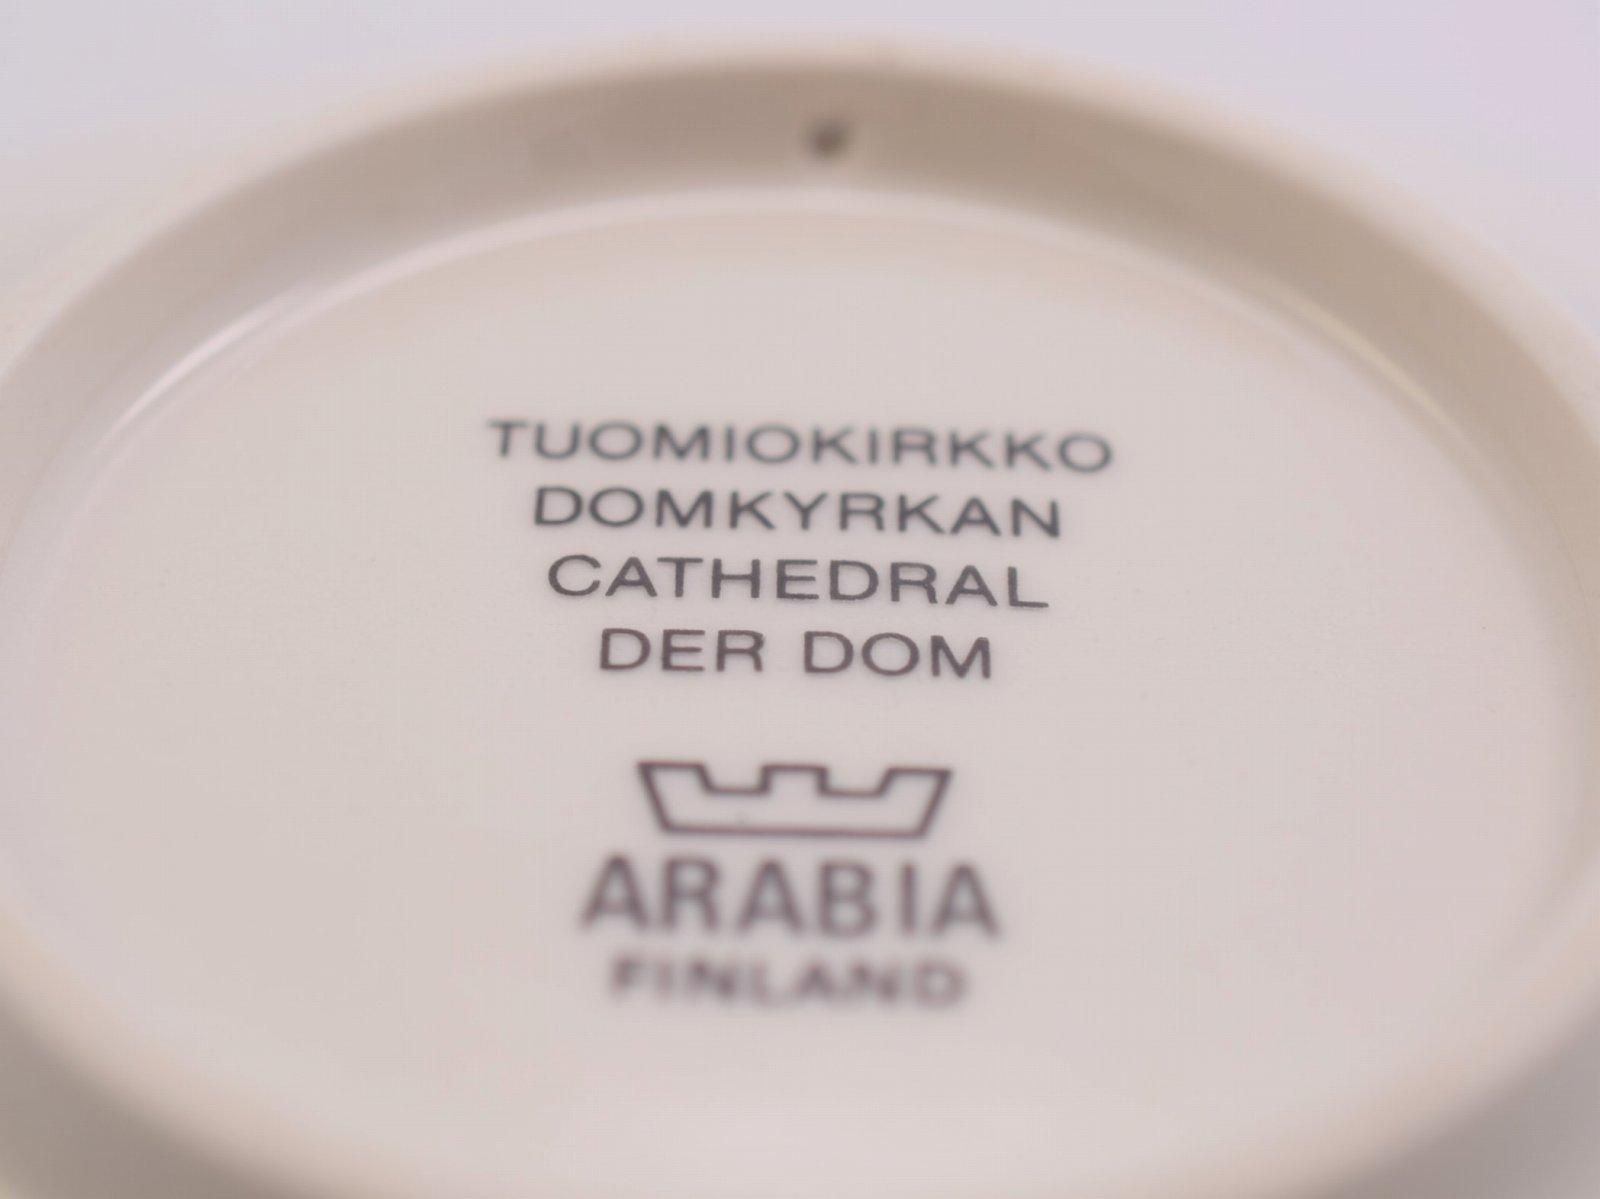 TUOMIOKIRKKO
DOMKYRKAN
CATHEDRAL
DER DOM
ARABIA
FINLAND